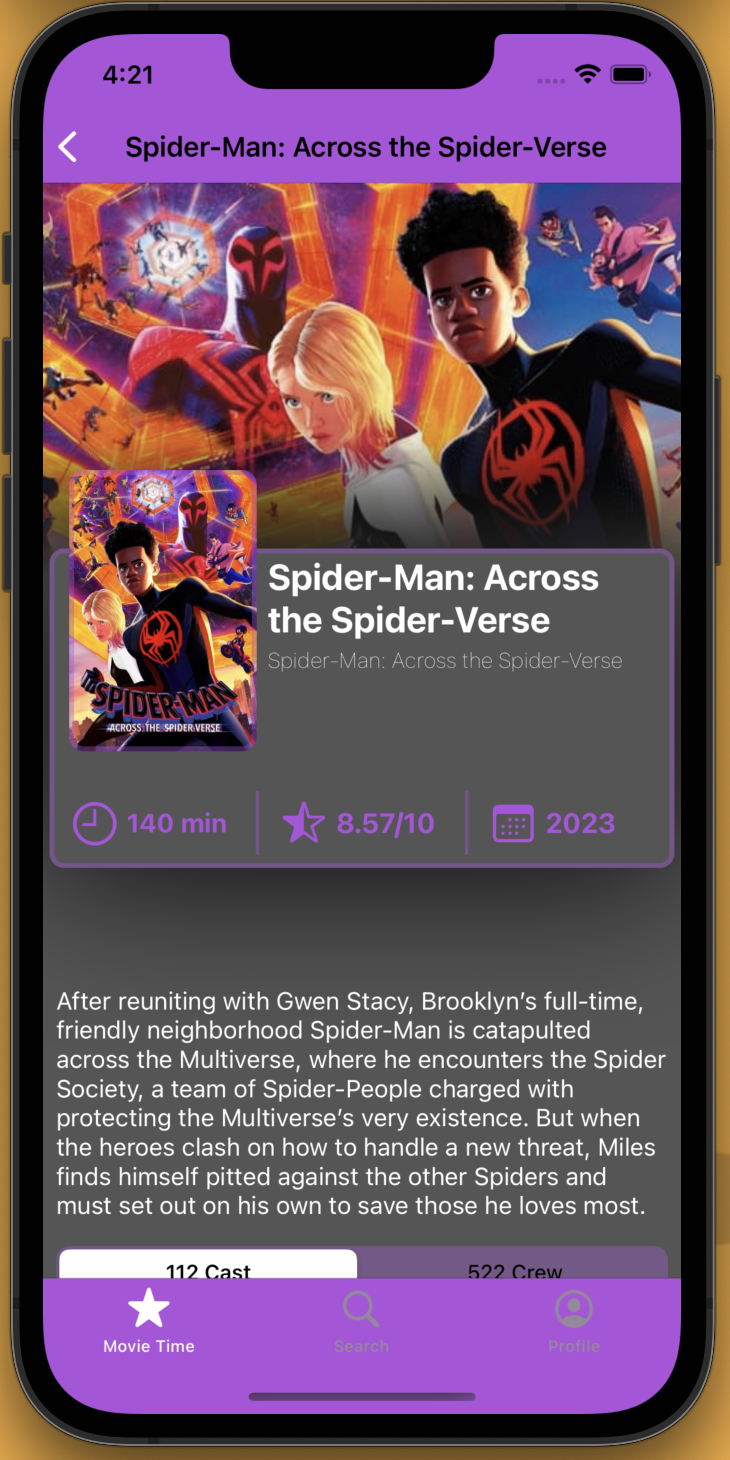 4:21
Spider-Man: Across the Spider-Verse
SPIDER-MAN
ACROSS THE SPIDER-VERSE
Spider-Man: Across
the Spider-Verse
Spider-Man: Across the Spider-Verse
140 min
8.57/10
2023
After reuniting with Gwen Stacy, Brooklyn’s full-time,
friendly neighborhood Spider-Man is catapulted
across the Multiverse, where he encounters the Spider
Society, a team of Spider-People charged with
protecting the Multiverse’s very existence. But when
the heroes clash on how to handle a new threat, Miles
finds himself pitted against the other Spiders and
must set out on his own to save those he loves most.
112 Cast
522 Crew
Movie Time
Search
Profile